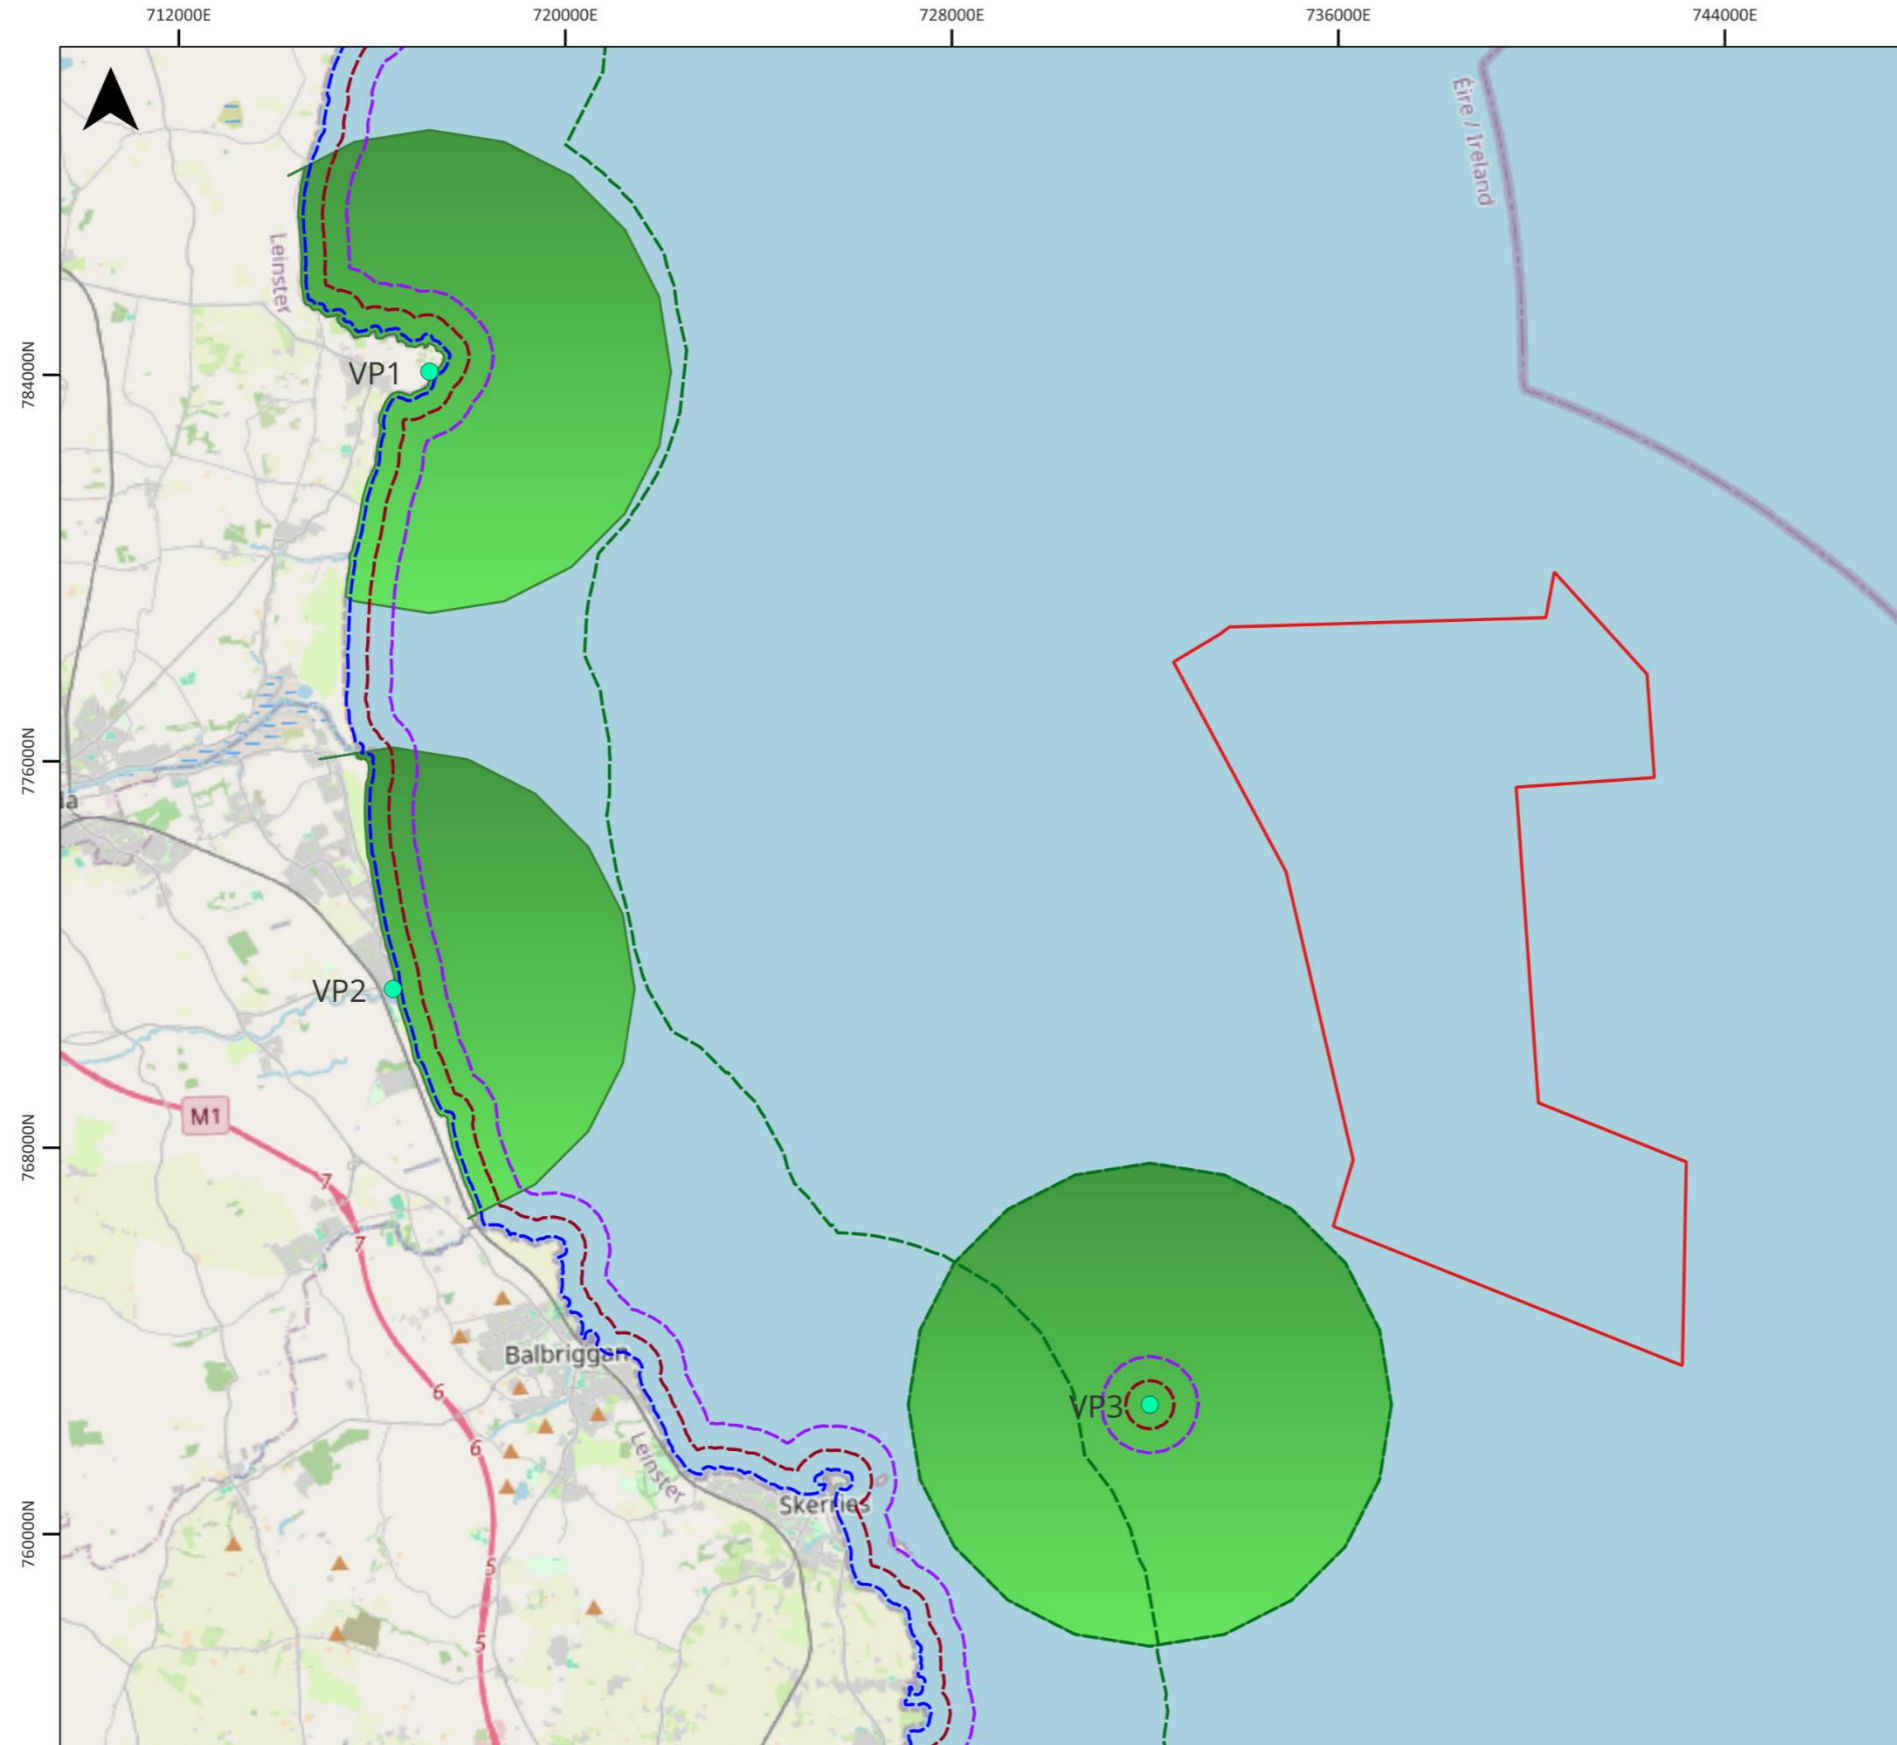 712000E 720000E 728000E 736000E 744000E
Éire / Ireland
Leinster
784000N
VP1
776000N
da
VP2
M1
768000N
7
7
Balbriggan
6
VP3
6
Leinster
Skerries
760000N
5
5